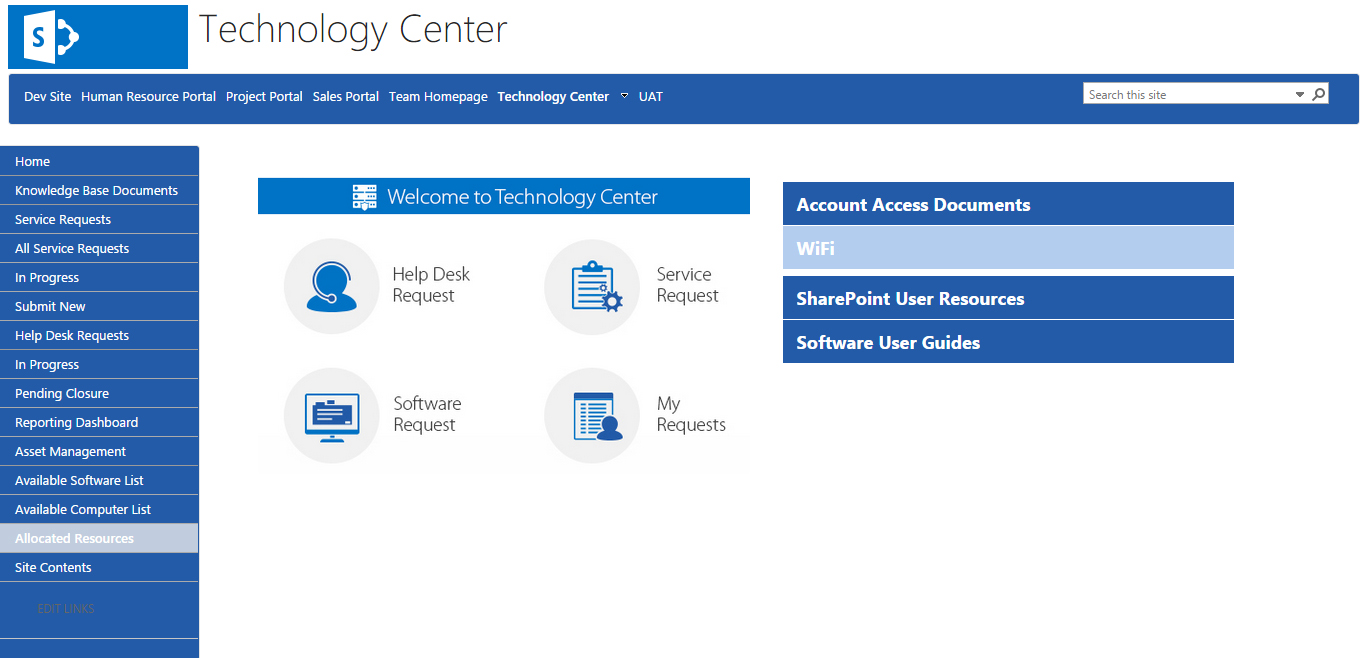 S
Technology Center
Dev Site Human Resource Portal Project Portal Sales Portal Team Homepage Technology Center UAT
Search this site
Home
Knowledge Base Documents
Service Requests
All Service Requests
In Progress
Submit New
Help Desk Requests
In Progress
Pending Closure
Reporting Dashboard
Asset Management
Available Software List
Available Computer List
Allocated Resources
Site Contents
EDIT LINKS
Welcome to Technology Center
Help Desk
Request
Service
Request
Software
Request
My
Requests
Account Access Documents
WiFi
SharePoint User Resources
Software User Guides